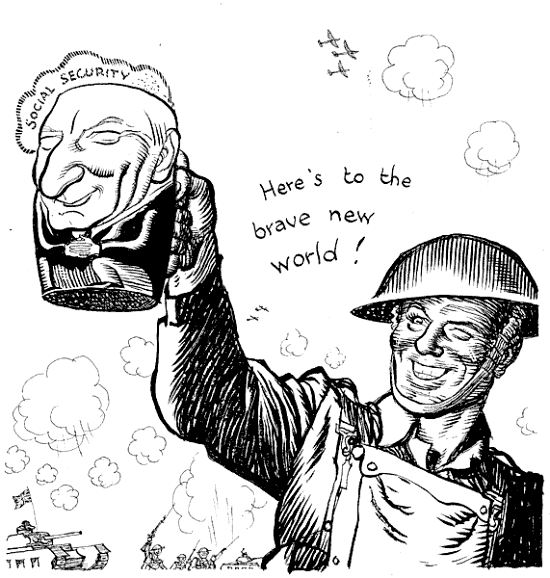 SOCIAL SECURITY
Here's to the
brave new
world!